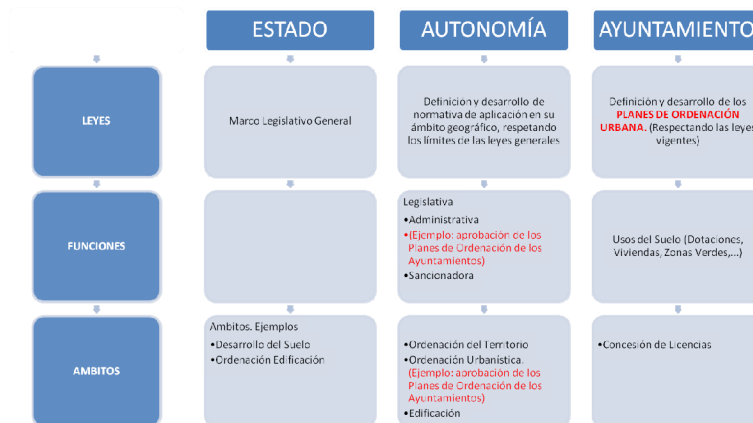 ESTADO
AUTONOMÍA
AYUNTAMIENTO
LEYES
Marco Legislativo General
Definición y desarrollo de
normativa de aplicación en su
ámbito geográfico, respetando
los límites de las leyes generales
Definición y desarrollo de los
PLANES DE ORDENACIÓN
URBANA. (Respectando las leyes
vigentes)
FUNCIONES
Legislativa
•Administrativa
•(Ejemplo: aprobación de los
Planes de Ordenación de los
Ayuntamientos)
•Sancionadora
Usos del Suelo (Dotaciones,
Viviendas, Zonas Verdes,...)
AMBITOS
Ambitos. Ejemplos
•Desarrollo del Suelo
•Ordenación Edificación
•Ordenación del Territorio
•Ordenación Urbanística.
(Ejemplo: aprobación de los
Planes de Ordenación de los
Ayuntamientos)
•Edificación
•Concesión de Licencias